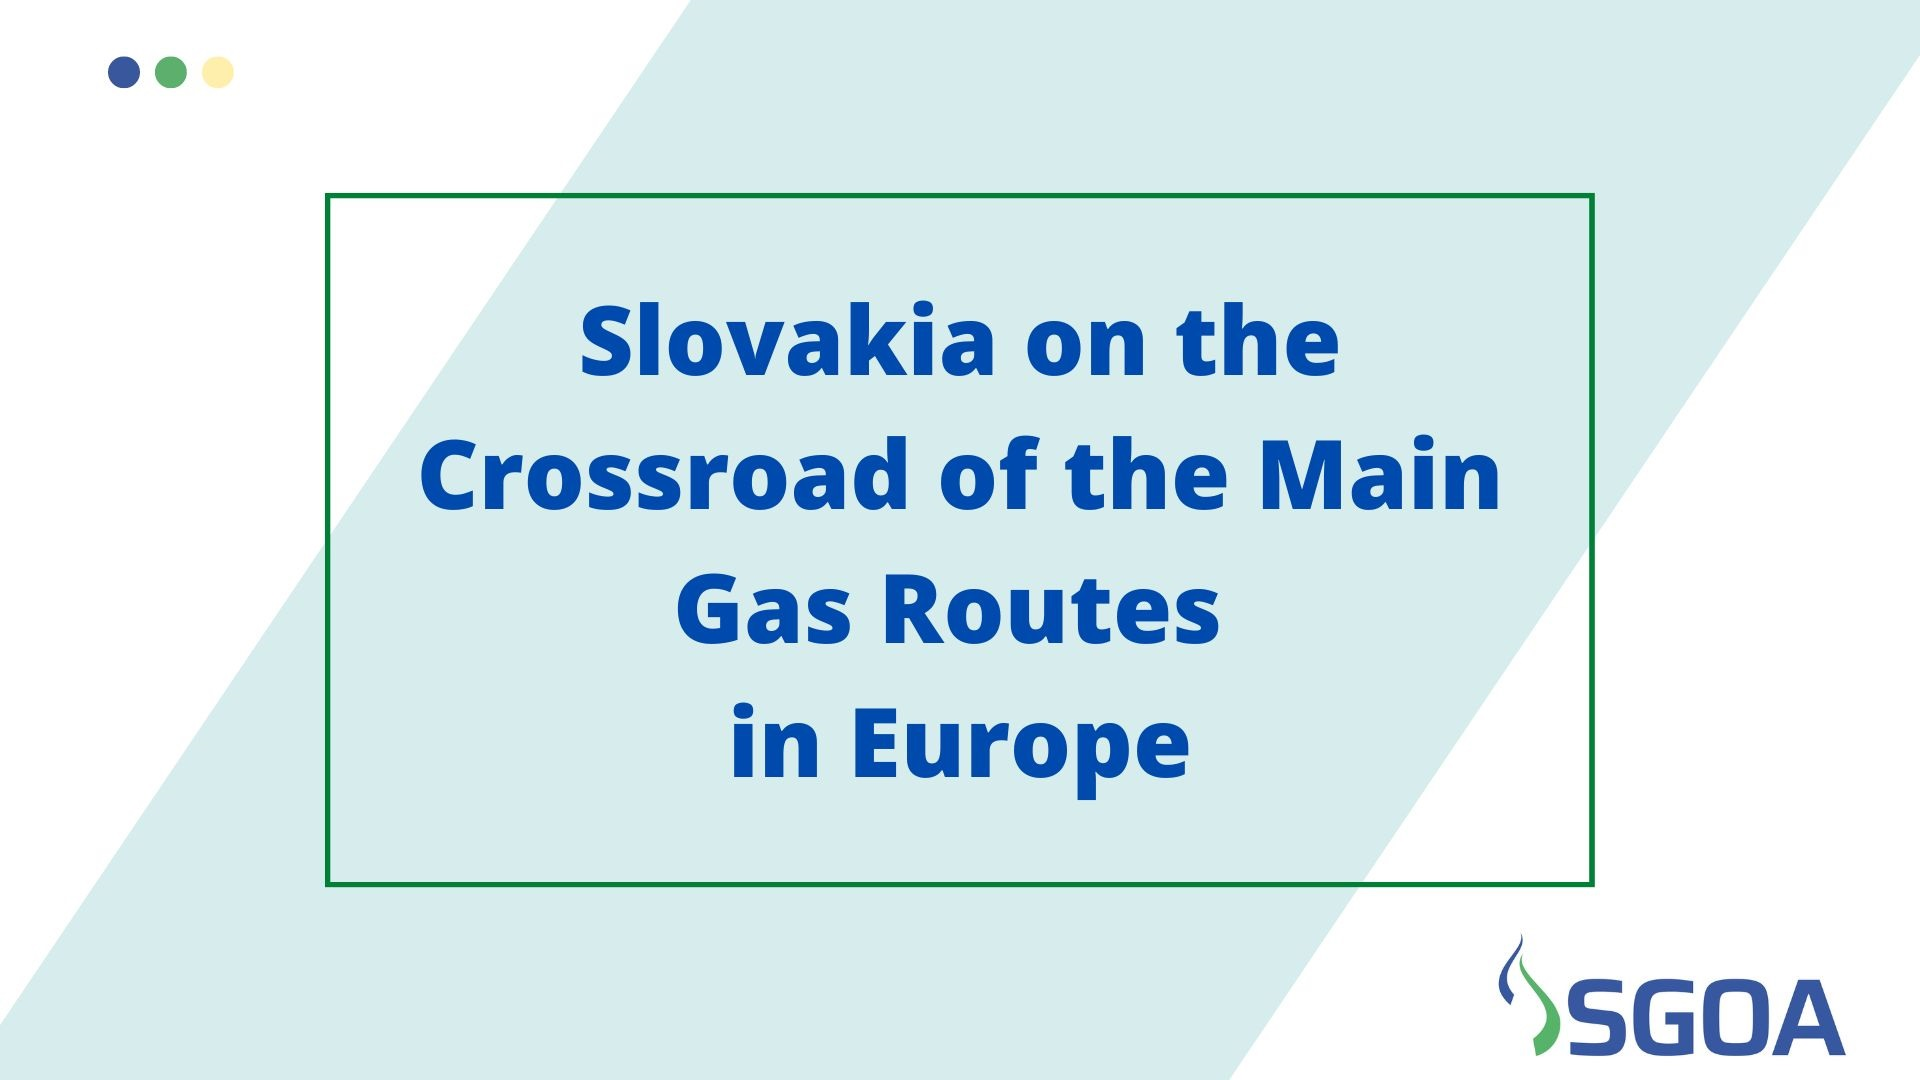 Slovakia on the
Crossroad of the Main
Gas Routes
in Europe
SGOA